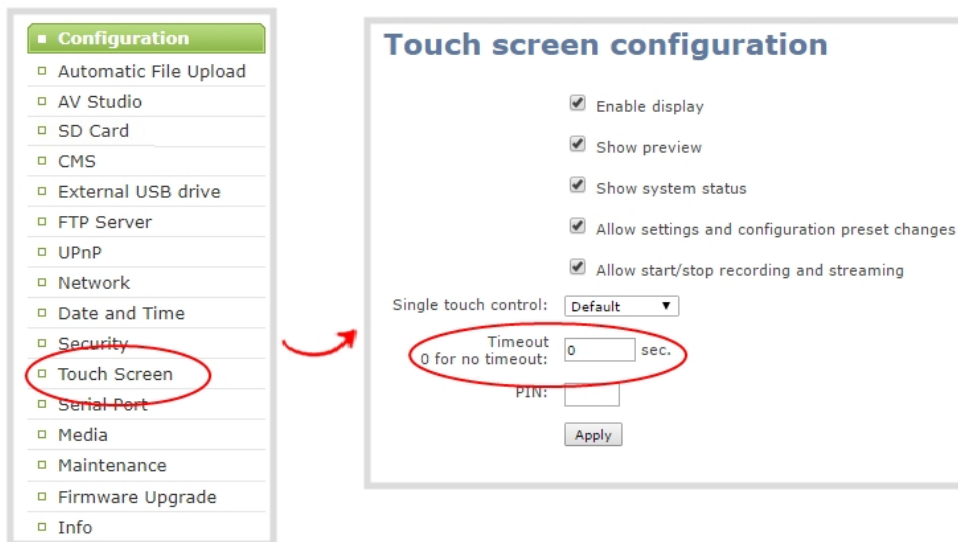 Configuration
Automatic File Upload
AV Studio
SD Card
CMS
External USB drive
FTP Server
UPnP
Network
Date and Time
Security
Touch Screen
Serial Port
Media
Maintenance
Firmware Upgrade
Info
Touch screen configuration
Enable display
Show preview
Show system status
Allow settings and configuration preset changes
Allow start/stop recording and streaming
Single touch control: Default
Timeout
0 for no timeout: 0 sec.
PIN:
Apply